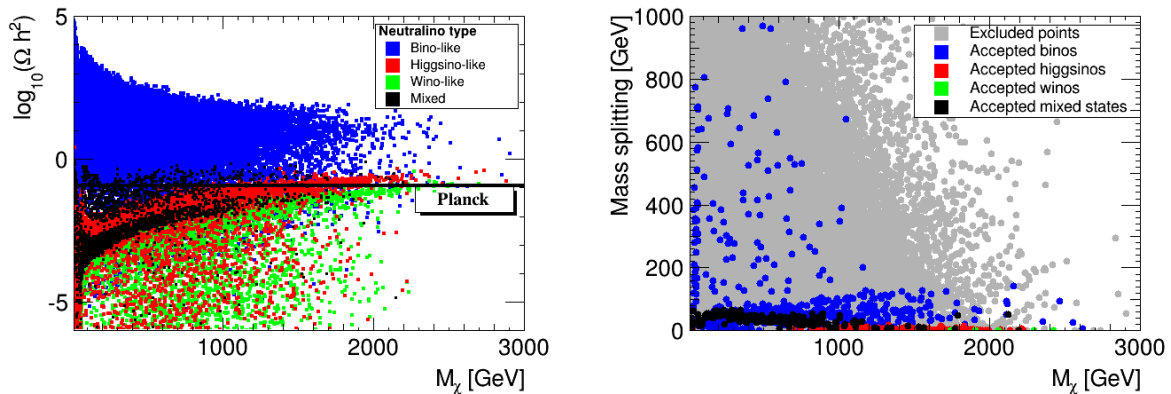 log10(Ω h²)
5
0
-5
1000
2000
3000
Mχ [GeV]
Neutralino type
Bino-like
Higgsino-like
Wino-like
Mixed
Planck
Mass splitting [GeV]
1000
800
600
400
200
0
0
1000
2000
3000
Mχ [GeV]
Excluded points
Accepted binos
Accepted higgsinos
Accepted winos
Accepted mixed states